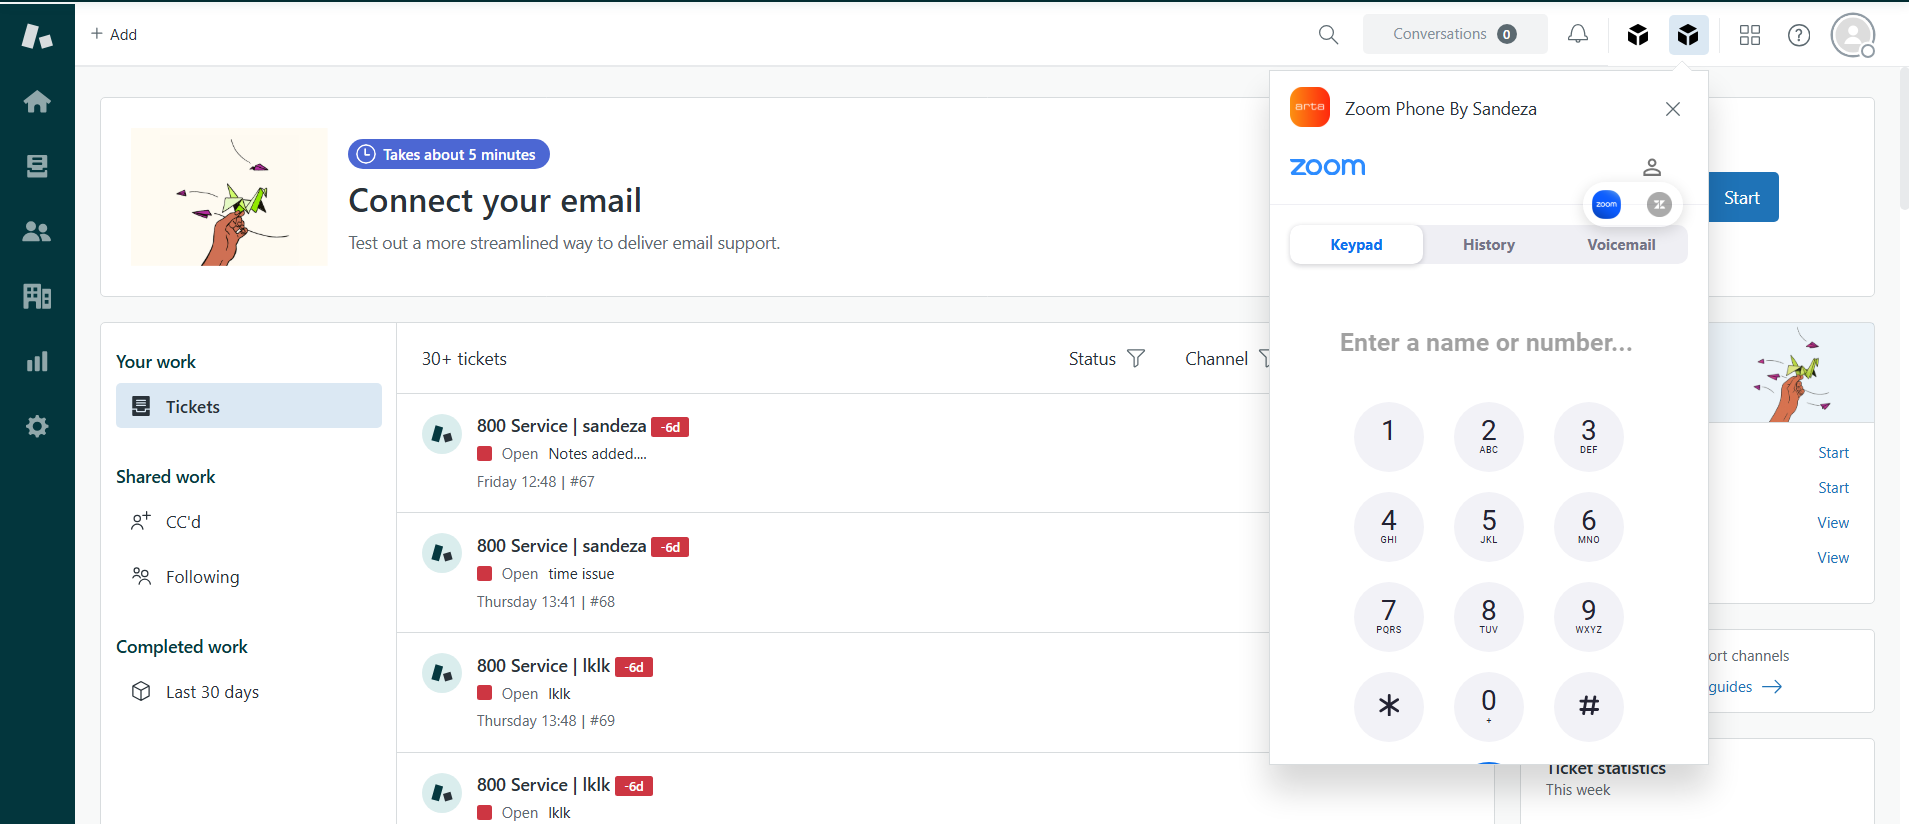 + Add
Conversations 0
arta
Zoom Phone By Sandeza
zoom
zoom
Takes about 5 minutes
Connect your email
Test out a more streamlined way to deliver email support.
Start
Keypad
History
Voicemail
Enter a name or number...
1
2
ABC
3
DEF
4
GHI
5
JKL
6
MNO
7
PQRS
8
TUV
9
WXYZ
*
0
+
#
Your work
Tickets
Shared work
CC'd
Following
Completed work
Last 30 days
30+ tickets
Status
Channel
800 Service | sandeza -6d
Open Notes added....
Friday 12:48 | #67
800 Service | sandeza -6d
Open time issue
Thursday 13:41 | #68
800 Service | lklk -6d
Open lklk
Thursday 13:48 | #69
800 Service | lklk -6d
Open lklk
Start
Start
View
View
ort channels
guides →
Ticket statistics
This week